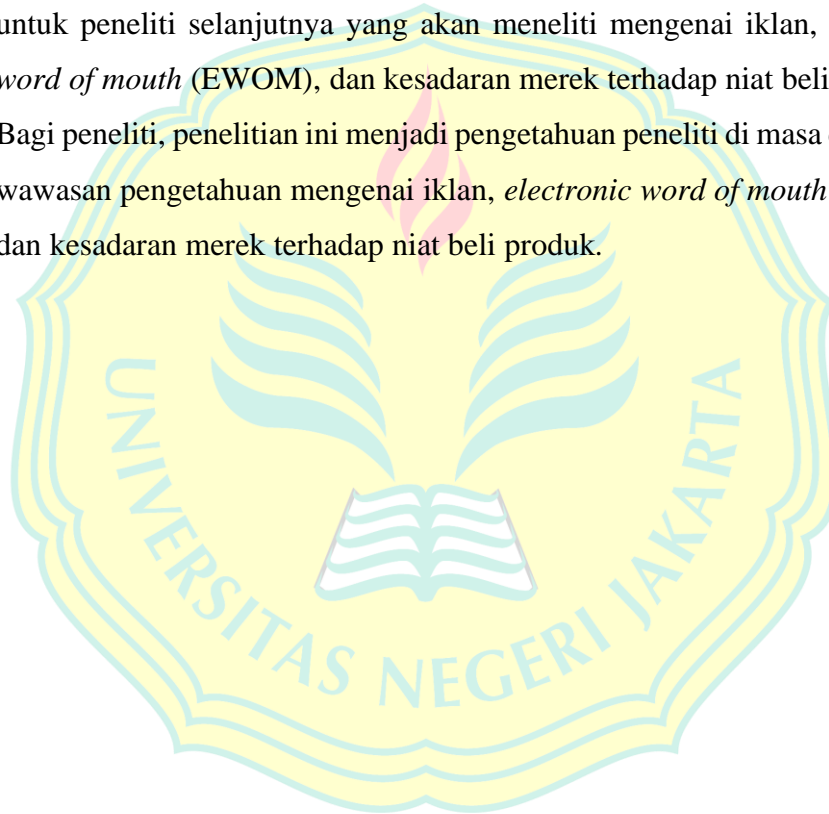 untuk peneliti selanjutnya yang akan meneliti mengenai iklan,
word of mouth (EWOM), dan kesadaran merek terhadap niat beli
Bagi peneliti, penelitian ini menjadi pengetahuan peneliti di masa
wawasan pengetahuan mengenai iklan, electronic word of mouth
dan kesadaran merek terhadap niat beli produk.
UNIVERSITAS NEGERI JAKARTA